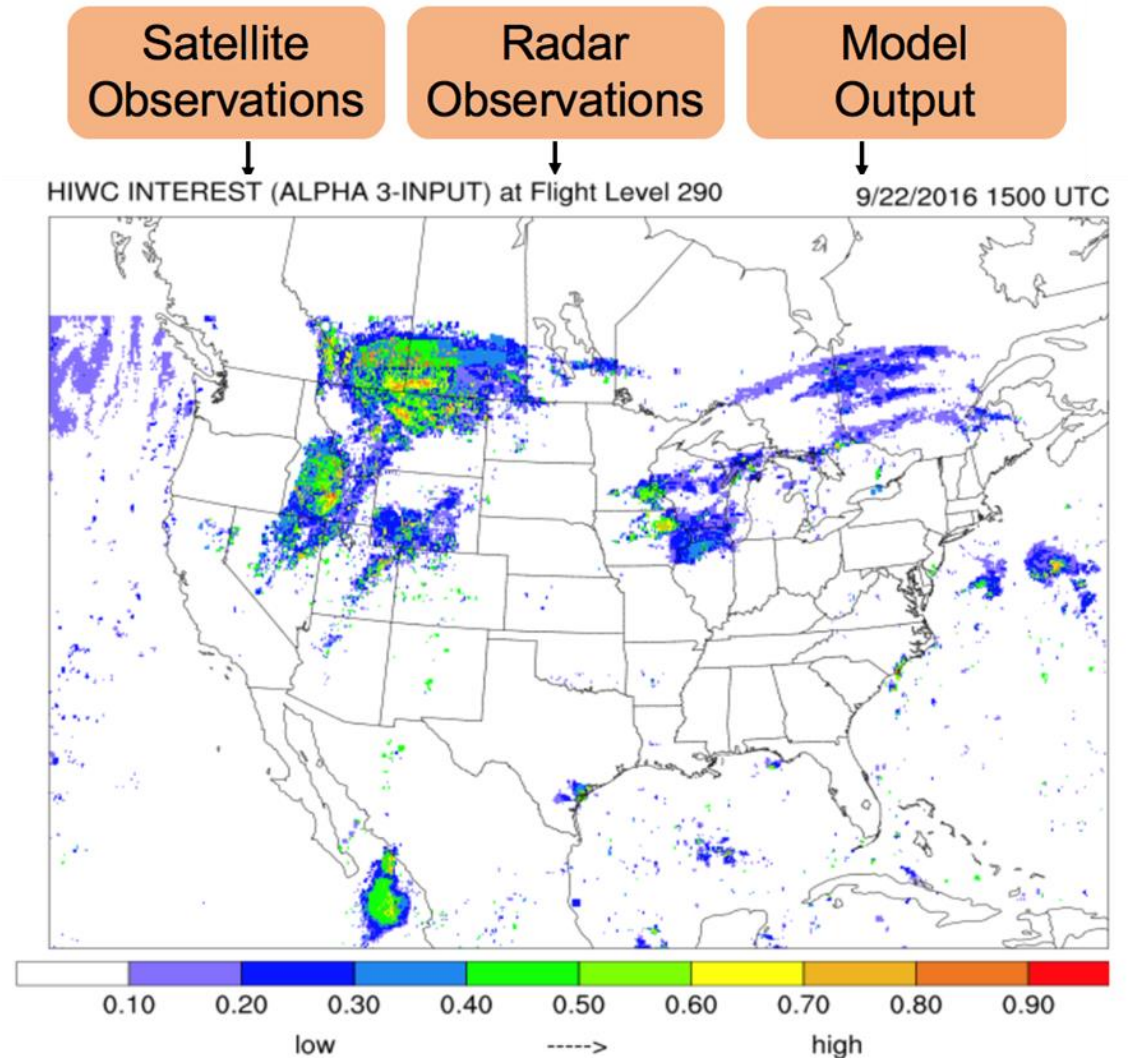 Satellite
Observations
Radar
Observations
Model
Output
HIWC INTEREST (ALPHA 3-INPUT) at Flight Level 290
9/22/2016 1500 UTC
0.10 0.20 0.30 0.40 0.50 0.60 0.70 0.80 0.90
low -----> high